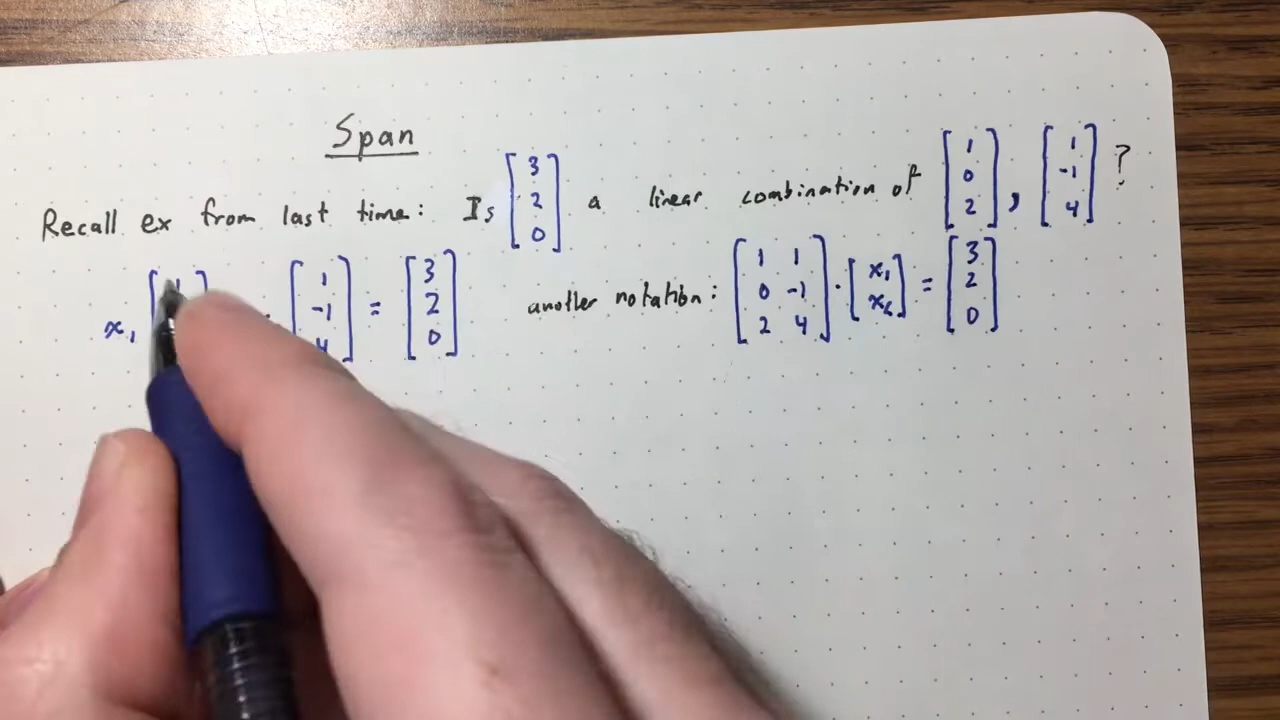 Span
Recall ex from last time: Is [3 2 0] a linear combination of [1 0 2], [1 -1 4]?
x₁ [1 -1 4] = [3 2 0] another notation: [1 1; 0 -1; 2 4] · [x₁ x₂] = [3 2 0]